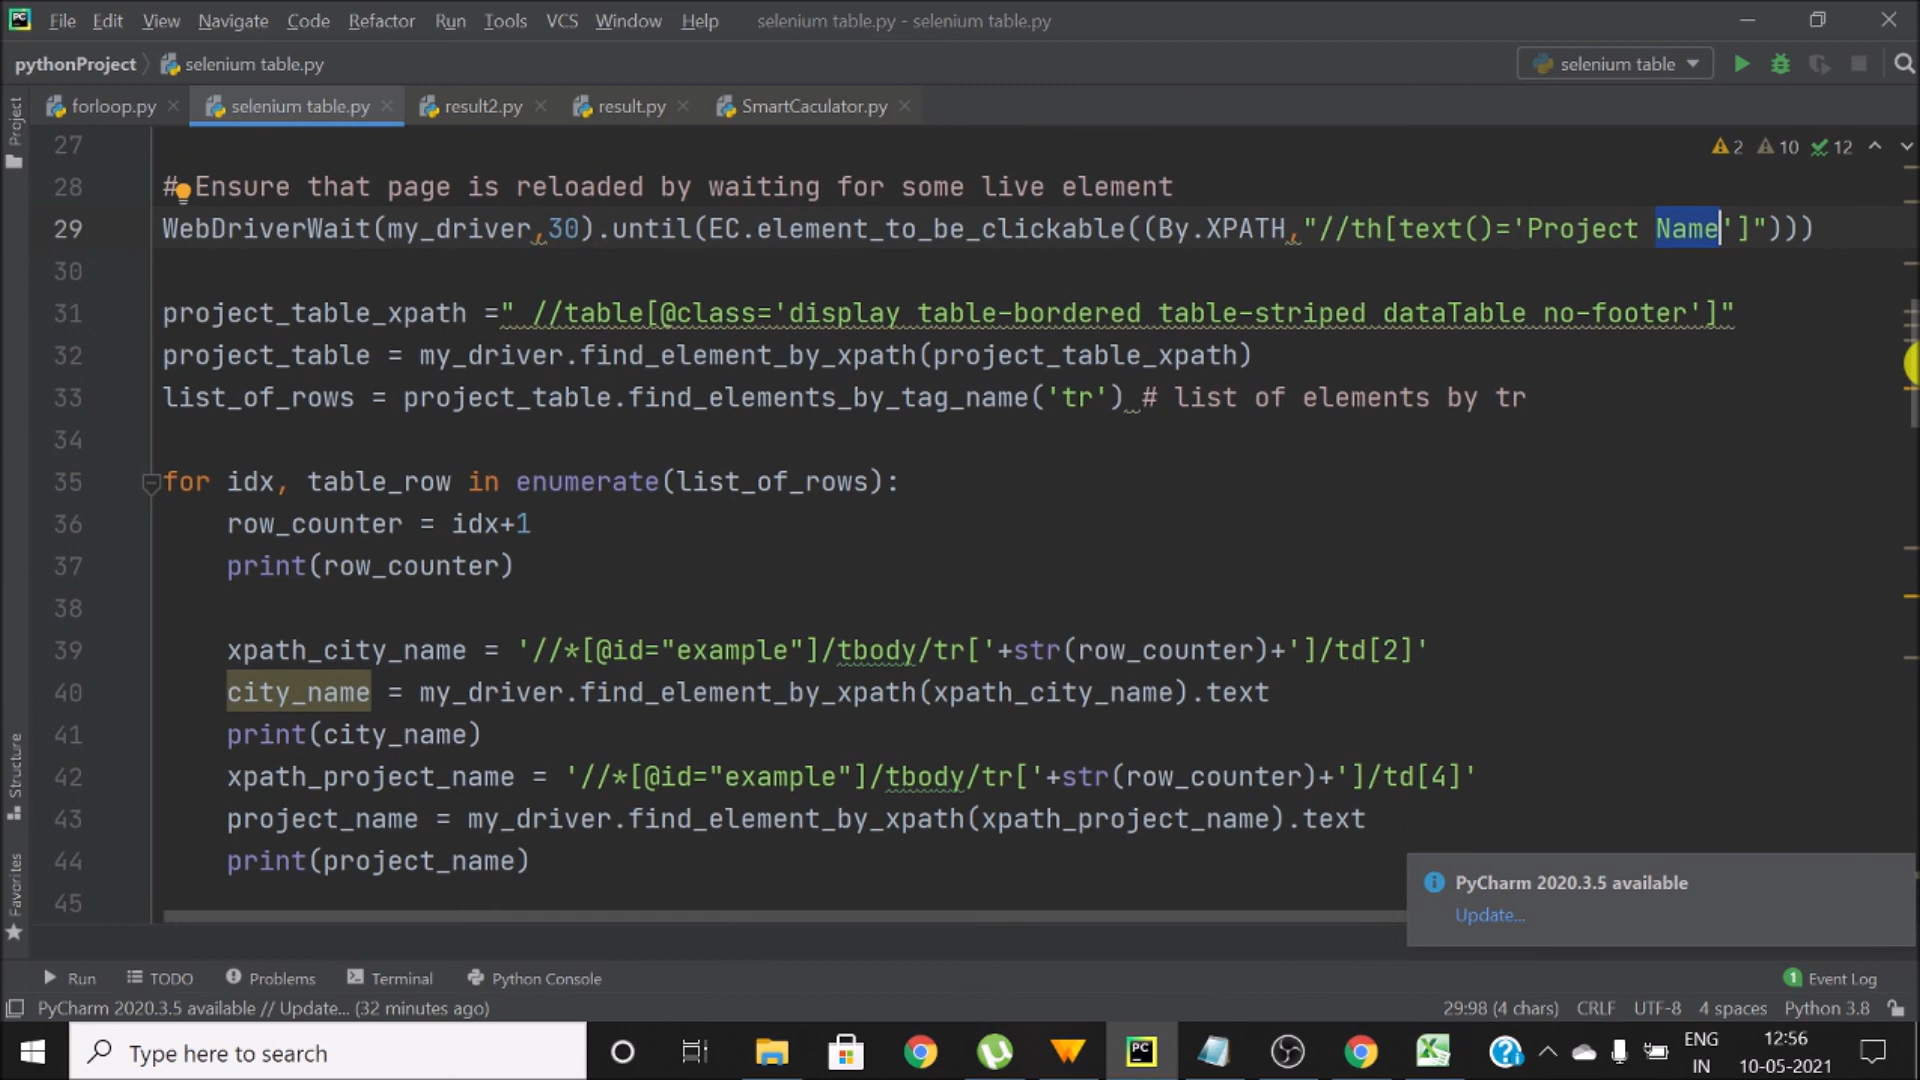 PC File Edit View Navigate Code Refactor Run Tools VCS Window Help selenium table.py - selenium table.py
pythonProject selenium table.py selenium table
Project
forloop.py selenium table.py result2.py result.py SmartCaculator.py
27 2 10 12
28 # Ensure that page is reloaded by waiting for some live element
29 WebDriverWait(my_driver,30).until(EC.element_to_be_clickable((By.XPATH,"//th[text()='Project Name']")))
30
31 project_table_xpath =" //table[@class='display table-bordered table-striped dataTable no-footer']"
32 project_table = my_driver.find_element_by_xpath(project_table_xpath)
33 list_of_rows = project_table.find_elements_by_tag_name('tr') # list of elements by tr
34
35 for idx, table_row in enumerate(list_of_rows):
36 row_counter = idx+1
37 print(row_counter)
38
39 xpath_city_name = '//*[@id="example"]/tbody/tr['+str(row_counter)+']/td[2]'
40 city_name = my_driver.find_element_by_xpath(xpath_city_name).text
41 print(city_name)
42 xpath_project_name = '//*[@id="example"]/tbody/tr['+str(row_counter)+']/td[4]'
43 project_name = my_driver.find_element_by_xpath(xpath_project_name).text
44 print(project_name)
45
Structure
Favorites
PyCharm 2020.3.5 available
Update...
Run TODO Problems Terminal Python Console 1 Event Log
PyCharm 2020.3.5 available // Update... (32 minutes ago) 29:98 (4 chars) CRLF UTF-8 4 spaces Python 3.8
Type here to search PC ENG 12:56
IN 10-05-2021